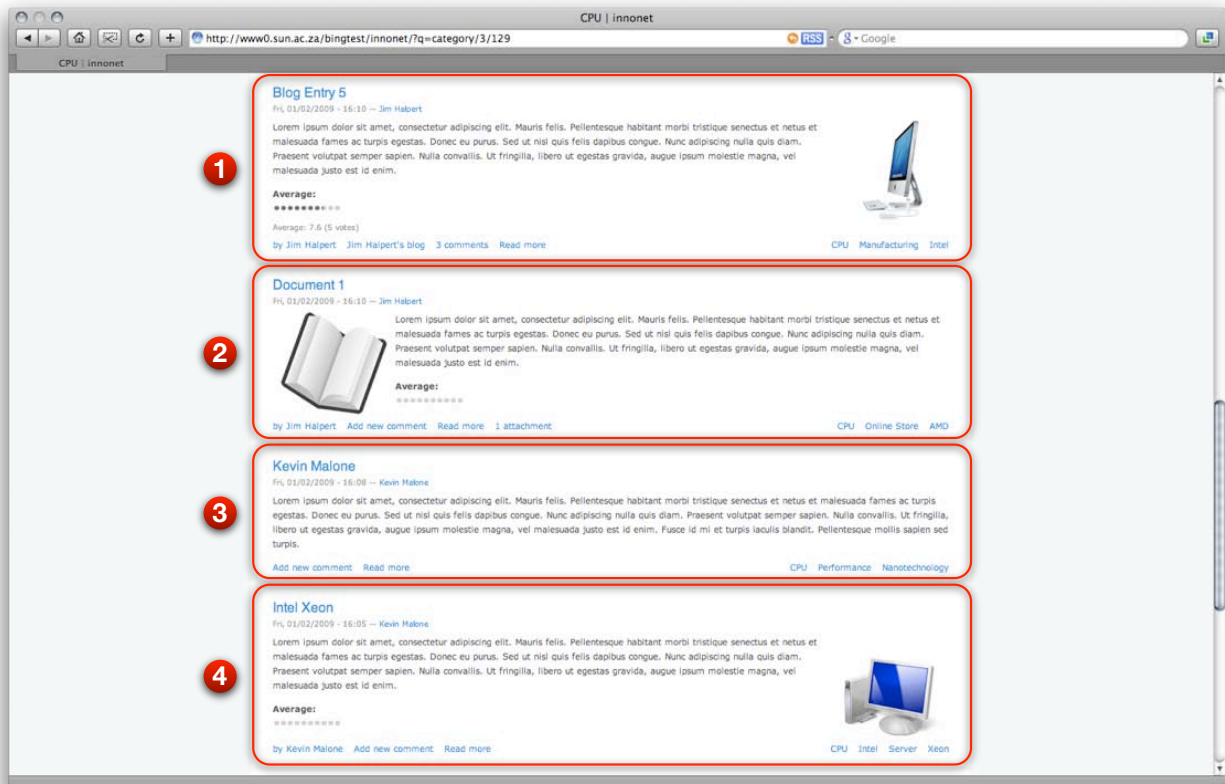 CPU | innonet
http://www0.sun.ac.za/bingtest/innonet/?q=category/3/129
RSS
Google
CPU | innonet
1
Blog Entry 5
Fri, 01/02/2009 - 16:10 — Jim Halpert
Lorem ipsum dolor sit amet, consectetur adipiscing elit. Mauris felis. Pellentesque habitant morbi tristique senectus et netus et
malesuada fames ac turpis egestas. Donec eu purus. Sed ut nisl quis felis dapibus congue. Nunc adipiscing nulla quis diam.
Praesent volutpat semper sapien. Nulla convallis. Ut fringilla, libero ut egestas gravida, augue ipsum molestie magna, vel
malesuada justo est id enim.
Average:
Average: 7.6 (5 votes)
by Jim Halpert Jim Halpert's blog 3 comments Read more CPU Manufacturing Intel
2
Document 1
Fri, 01/02/2009 - 16:10 — Jim Halpert
Lorem ipsum dolor sit amet, consectetur adipiscing elit. Mauris felis. Pellentesque habitant morbi tristique senectus et netus et
malesuada fames ac turpis egestas. Donec eu purus. Sed ut nisl quis felis dapibus congue. Nunc adipiscing nulla quis diam.
Praesent volutpat semper sapien. Nulla convallis. Ut fringilla, libero ut egestas gravida, augue ipsum molestie magna, vel
malesuada justo est id enim.
Average:
by Jim Halpert Add new comment Read more 1 attachment CPU Online Store AMD
3
Kevin Malone
Fri, 01/02/2009 - 16:08 — Kevin Malone
Lorem ipsum dolor sit amet, consectetur adipiscing elit. Mauris felis. Pellentesque habitant morbi tristique senectus et netus et malesuada fames ac turpis
egestas. Donec eu purus. Sed ut nisl quis felis dapibus congue. Nunc adipiscing nulla quis diam. Praesent volutpat semper sapien. Nulla convallis. Ut fringilla,
libero ut egestas gravida, augue ipsum molestie magna, vel malesuada justo est id enim. Fusce id mi et turpis iaculis blandit. Pellentesque mollis sapien sed
turpis.
Add new comment Read more CPU Performance Nanotechnology
4
Intel Xeon
Fri, 01/02/2009 - 16:05 — Kevin Malone
Lorem ipsum dolor sit amet, consectetur adipiscing elit. Mauris felis. Pellentesque habitant morbi tristique senectus et netus et
malesuada fames ac turpis egestas. Donec eu purus. Sed ut nisl quis felis dapibus congue. Nunc adipiscing nulla quis diam.
Praesent volutpat semper sapien. Nulla convallis. Ut fringilla, libero ut egestas gravida, augue ipsum molestie magna, vel
malesuada justo est id enim.
Average:
by Kevin Malone Add new comment Read more CPU Intel Server Xeon